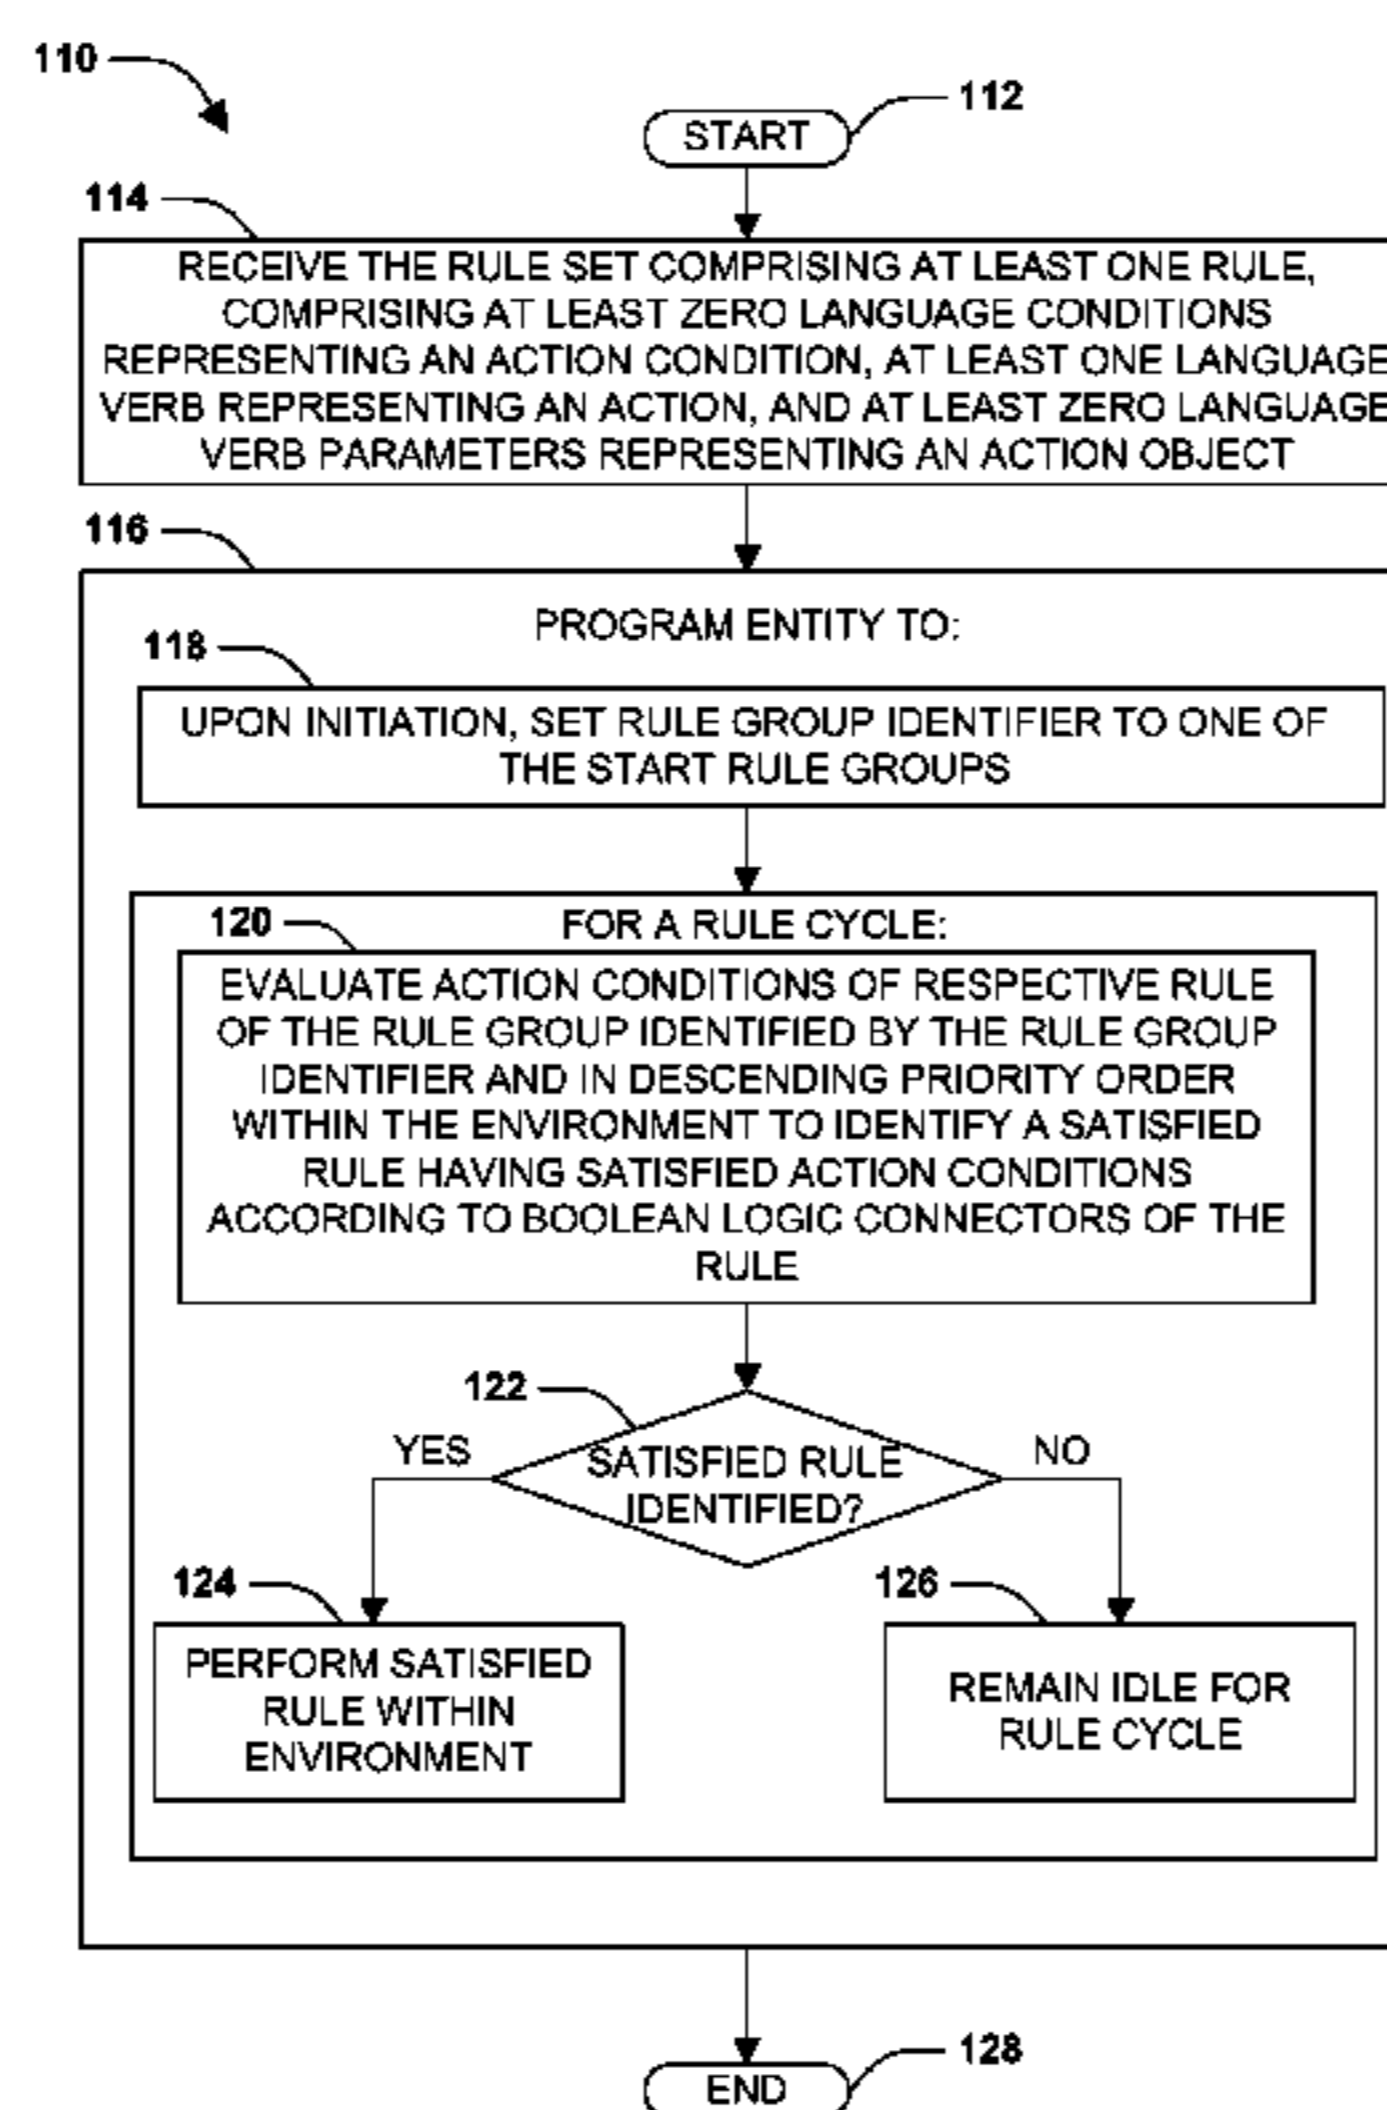 110
112
START
114
RECEIVE THE RULE SET COMPRISING AT LEAST ONE RULE,
COMPRISING AT LEAST ZERO LANGUAGE CONDITIONS
REPRESENTING AN ACTION CONDITION, AT LEAST ONE LANGUAGE
VERB REPRESENTING AN ACTION, AND AT LEAST ZERO LANGUAGE
VERB PARAMETERS REPRESENTING AN ACTION OBJECT
116
PROGRAM ENTITY TO:
118
UPON INITIATION, SET RULE GROUP IDENTIFIER TO ONE OF
THE START RULE GROUPS
120
FOR A RULE CYCLE:
EVALUATE ACTION CONDITIONS OF RESPECTIVE RULE
OF THE RULE GROUP IDENTIFIED BY THE RULE GROUP
IDENTIFIER AND IN DESCENDING PRIORITY ORDER
WITHIN THE ENVIRONMENT TO IDENTIFY A SATISFIED
RULE HAVING SATISFIED ACTION CONDITIONS
ACCORDING TO BOOLEAN LOGIC CONNECTORS OF THE
RULE
122
YES
NO
SATISFIED RULE
IDENTIFIED?
124
126
PERFORM SATISFIED
RULE WITHIN
ENVIRONMENT
REMAIN IDLE FOR
RULE CYCLE
128
END